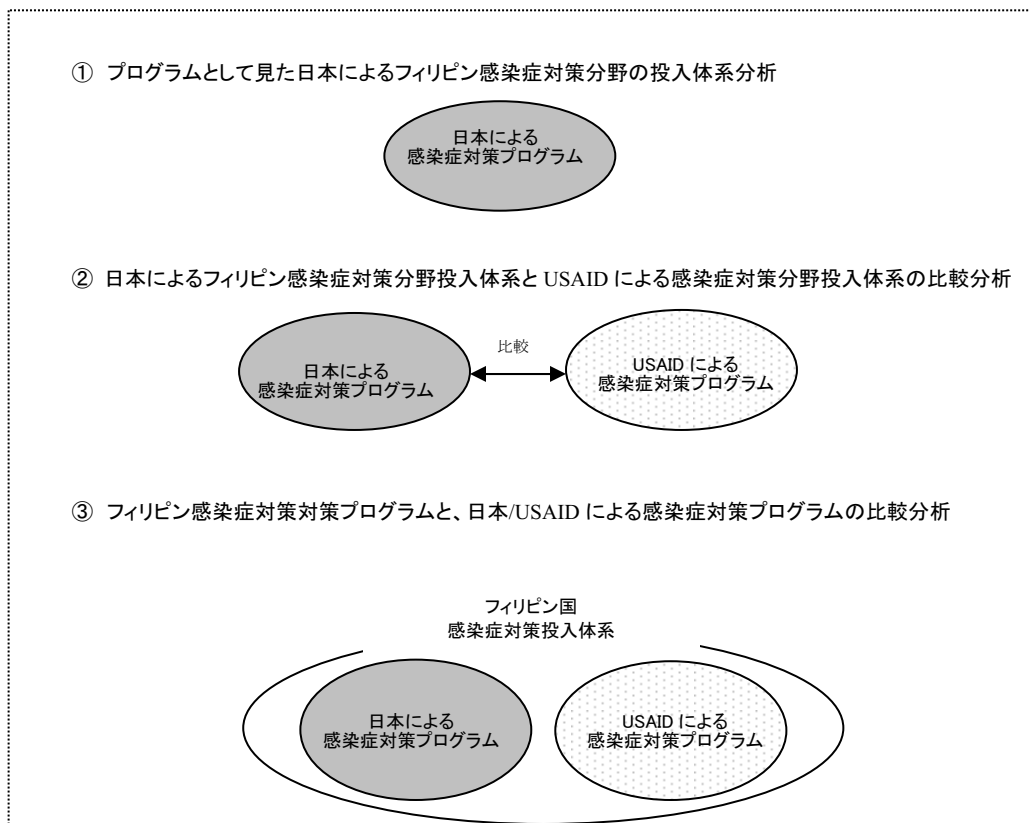 ① プログラムとして見た日本によるフィリピン感染症対策分野の投入体系分析
日本による
感染症対策プログラム
② 日本によるフィリピン感染症対策分野投入体系と USAID による感染症対策分野投入体系の比較分析
比較
日本による
感染症対策プログラム
USAID による
感染症対策プログラム
③ フィリピン感染症対策対策プログラムと、日本/USAID による感染症対策プログラムの比較分析
フィリピン国
感染症対策投入体系
日本による
感染症対策プログラム
USAID による
感染症対策プログラム